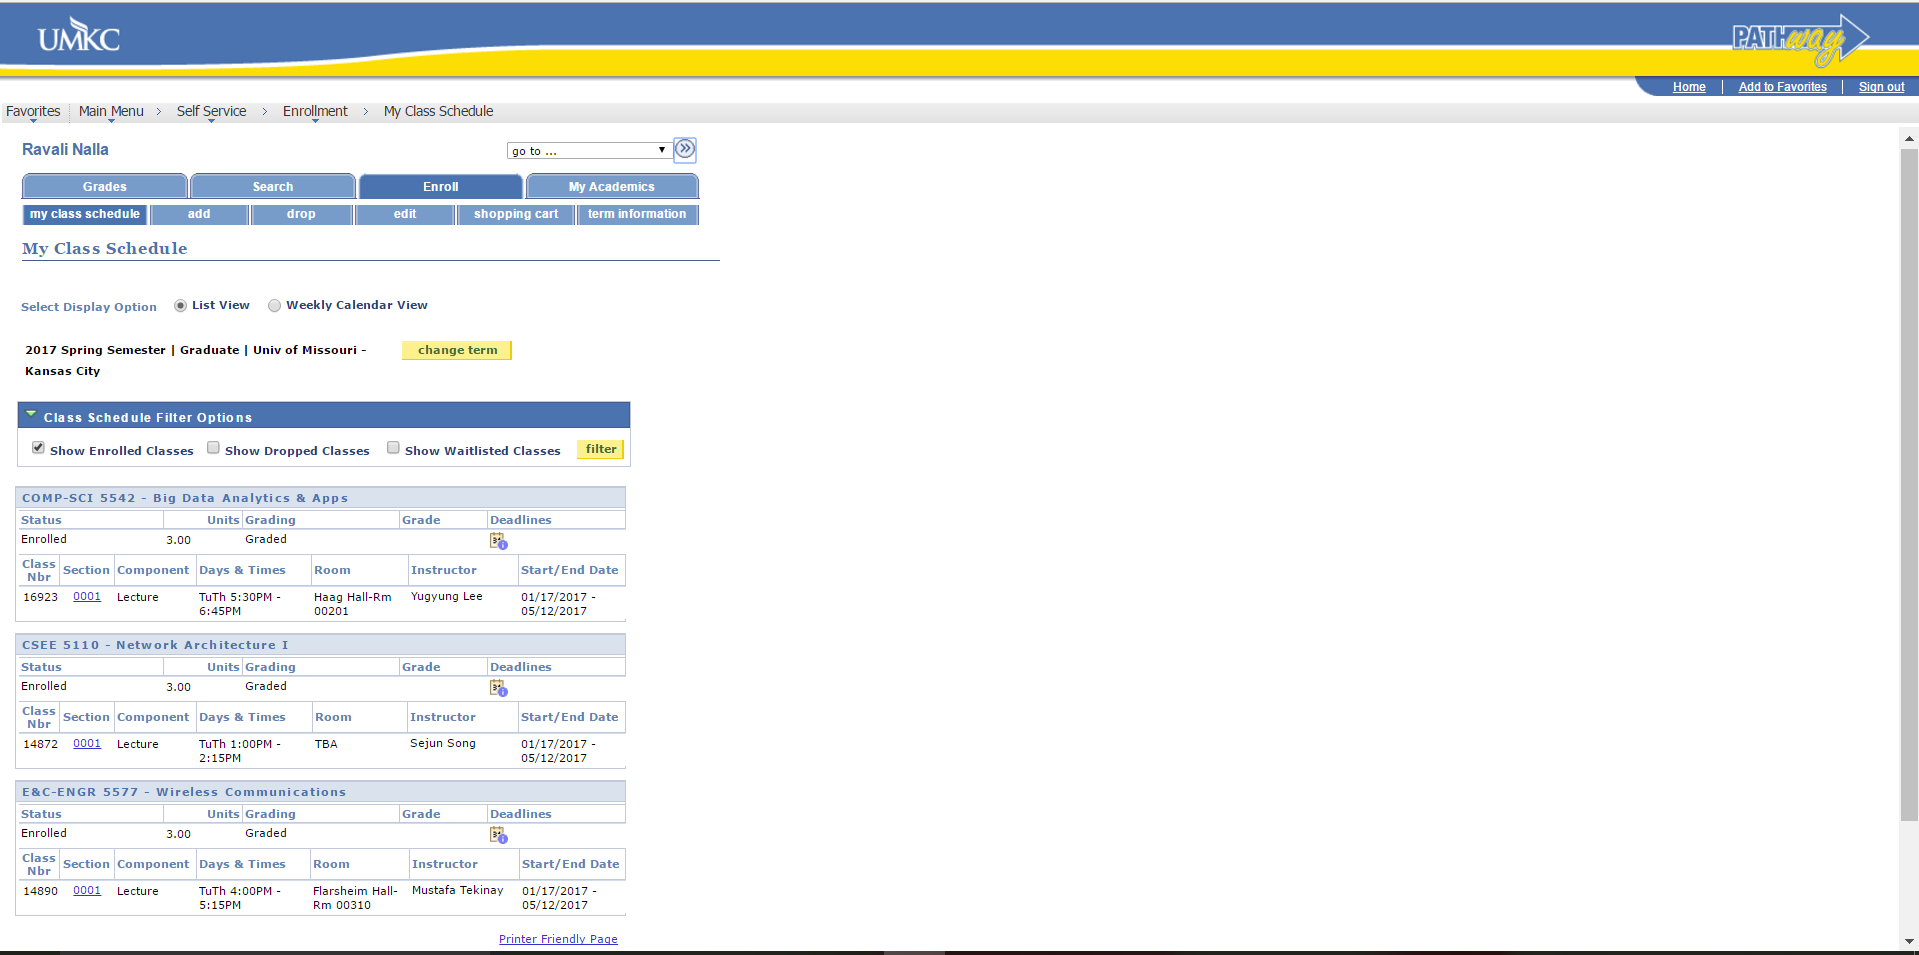 UMKC
PATHway
Home | Add to Favorites | Sign out
Favorites Main Menu > Self Service > Enrollment > My Class Schedule
Ravali Nalla
go to ...
Grades Search Enroll My Academics
my class schedule add drop edit shopping cart term information
My Class Schedule
Select Display Option List View Weekly Calendar View
2017 Spring Semester | Graduate | Univ of Missouri -
Kansas City
change term
Class Schedule Filter Options
Show Enrolled Classes Show Dropped Classes Show Waitlisted Classes filter
COMP-SCI 5542 - Big Data Analytics & Apps
Status Units Grading Grade Deadlines
Enrolled 3.00 Graded
Class Nbr Section Component Days & Times Room Instructor Start/End Date
16923 0001 Lecture TuTh 5:30PM - 6:45PM Haag Hall-Rm 00201 Yugyung Lee 01/17/2017 - 05/12/2017
CSEE 5110 - Network Architecture I
Status Units Grading Grade Deadlines
Enrolled 3.00 Graded
Class Nbr Section Component Days & Times Room Instructor Start/End Date
14872 0001 Lecture TuTh 1:00PM - 2:15PM TBA Sejun Song 01/17/2017 - 05/12/2017
E&C-ENGR 5577 - Wireless Communications
Status Units Grading Grade Deadlines
Enrolled 3.00 Graded
Class Nbr Section Component Days & Times Room Instructor Start/End Date
14890 0001 Lecture TuTh 4:00PM - 5:15PM Flarsheim Hall-Rm 00310 Mustafa Tekinay 01/17/2017 - 05/12/2017
Printer Friendly Page